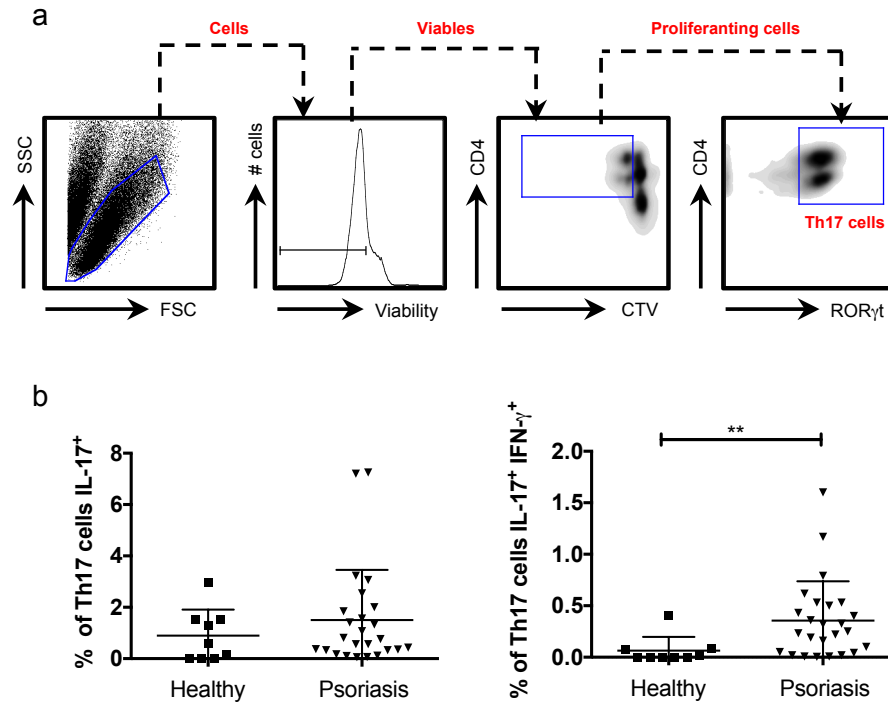 a
Cells
Viables
Proliferanting cells
SSC
FSC
# cells
Viability
CD4
CTV
CD4
RORγt
Th17 cells
b
% of Th17 cells IL-17⁺
8
6
4
2
0
Healthy
Psoriasis
% of Th17 cells IL-17⁺ IFN-γ⁺
2.0
1.5
1.0
0.5
0.0
**
Healthy
Psoriasis